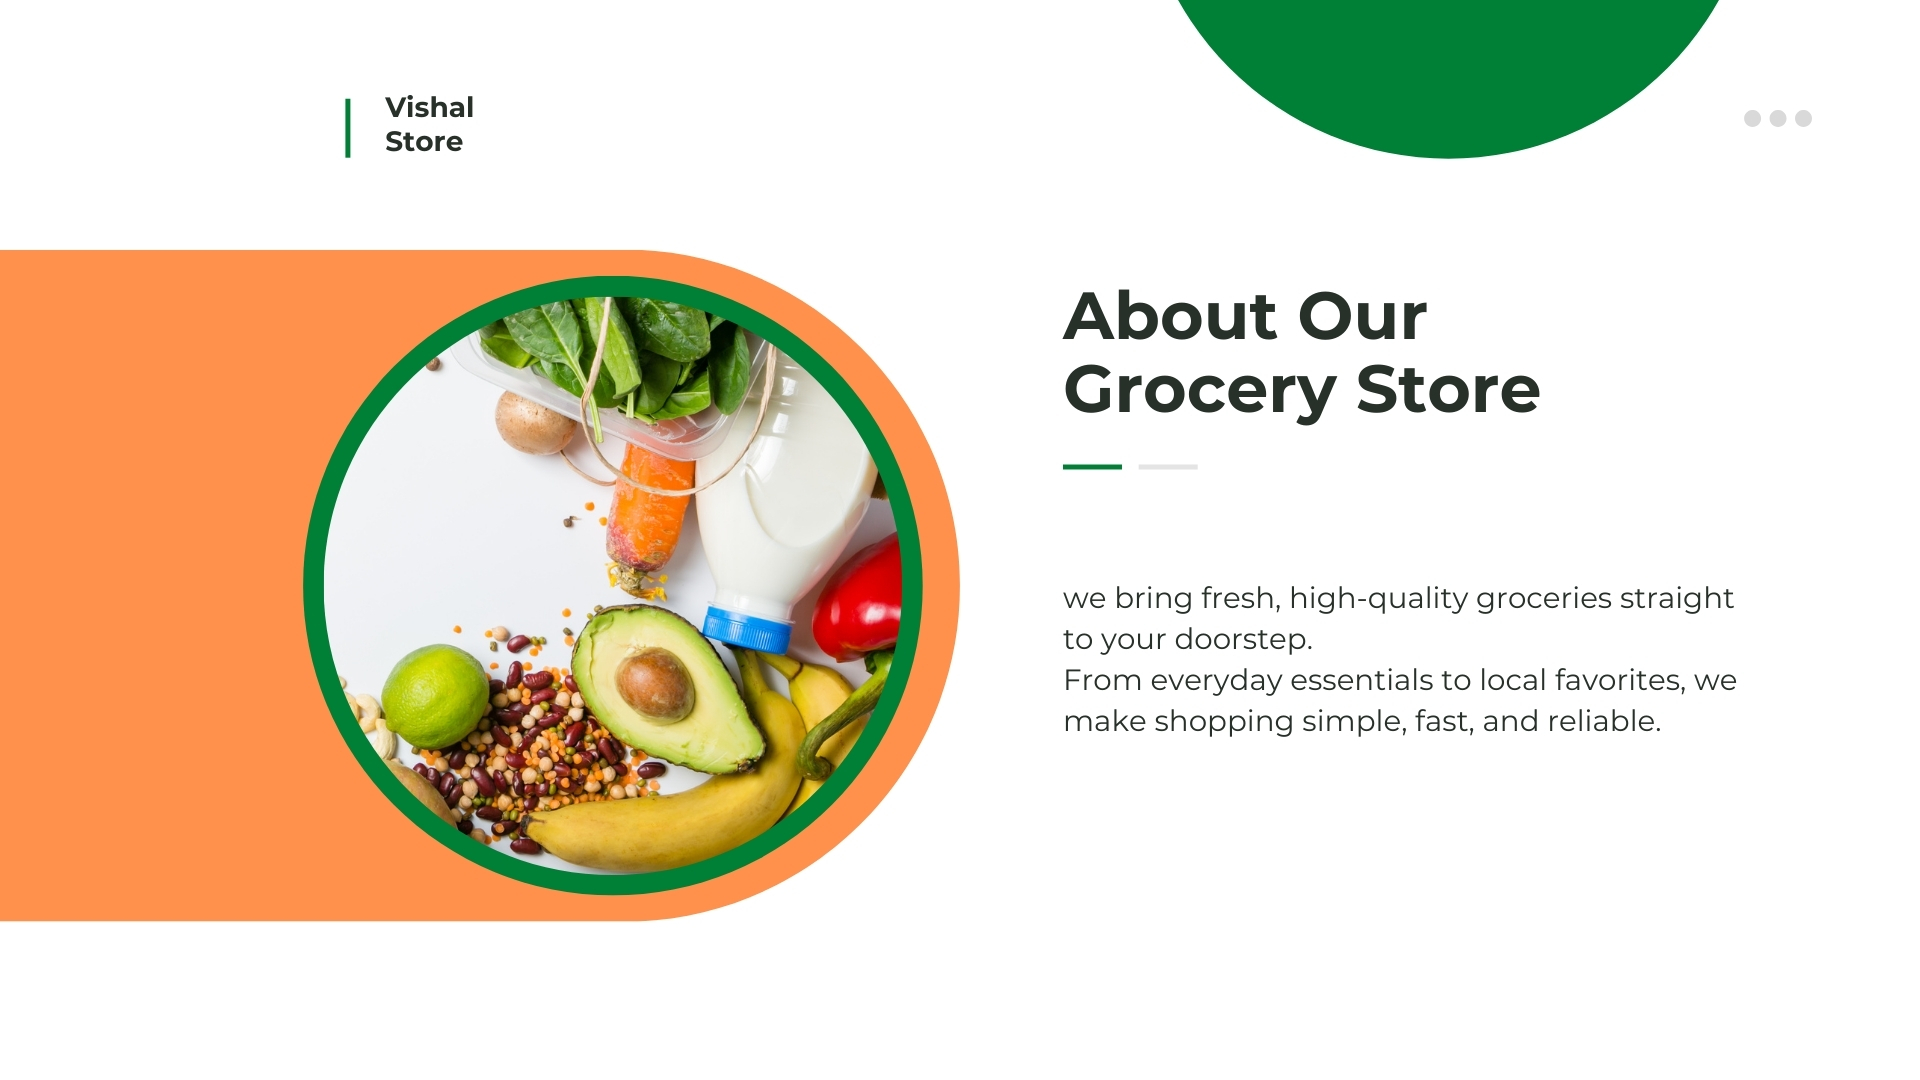 Vishal
Store
About Our
Grocery Store
we bring fresh, high-quality groceries straight
to your doorstep.
From everyday essentials to local favorites, we
make shopping simple, fast, and reliable.